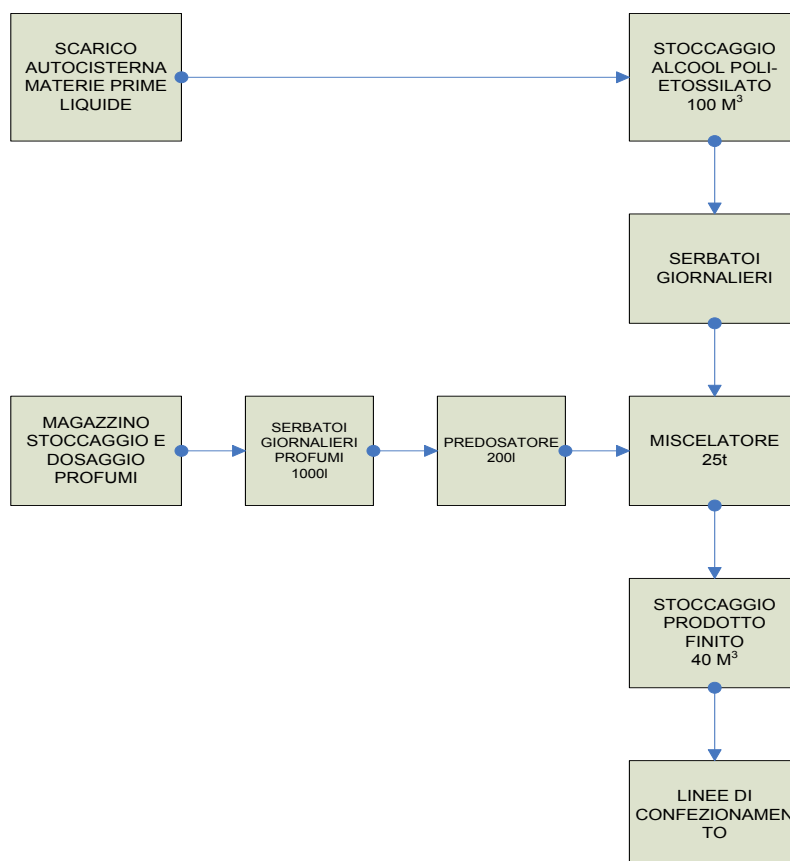 SCARICO
AUTOCISTERNA
MATERIE PRIME
LIQUIDE
STOCCAGGIO
ALCOOL POLI-
ETOSSILATO
100 M³
SERBATOI
GIORNALIERI
MAGAZZINO
STOCCAGGIO E
DOSAGGIO
PROFUMI
SERBATOI
GIORNALIERI
PROFUMI
1000l
PREDOSATORE
200l
MISCELATORE
25t
STOCCAGGIO
PRODOTTO
FINITO
40 M³
LINEE DI
CONFEZIONAMEN
TO